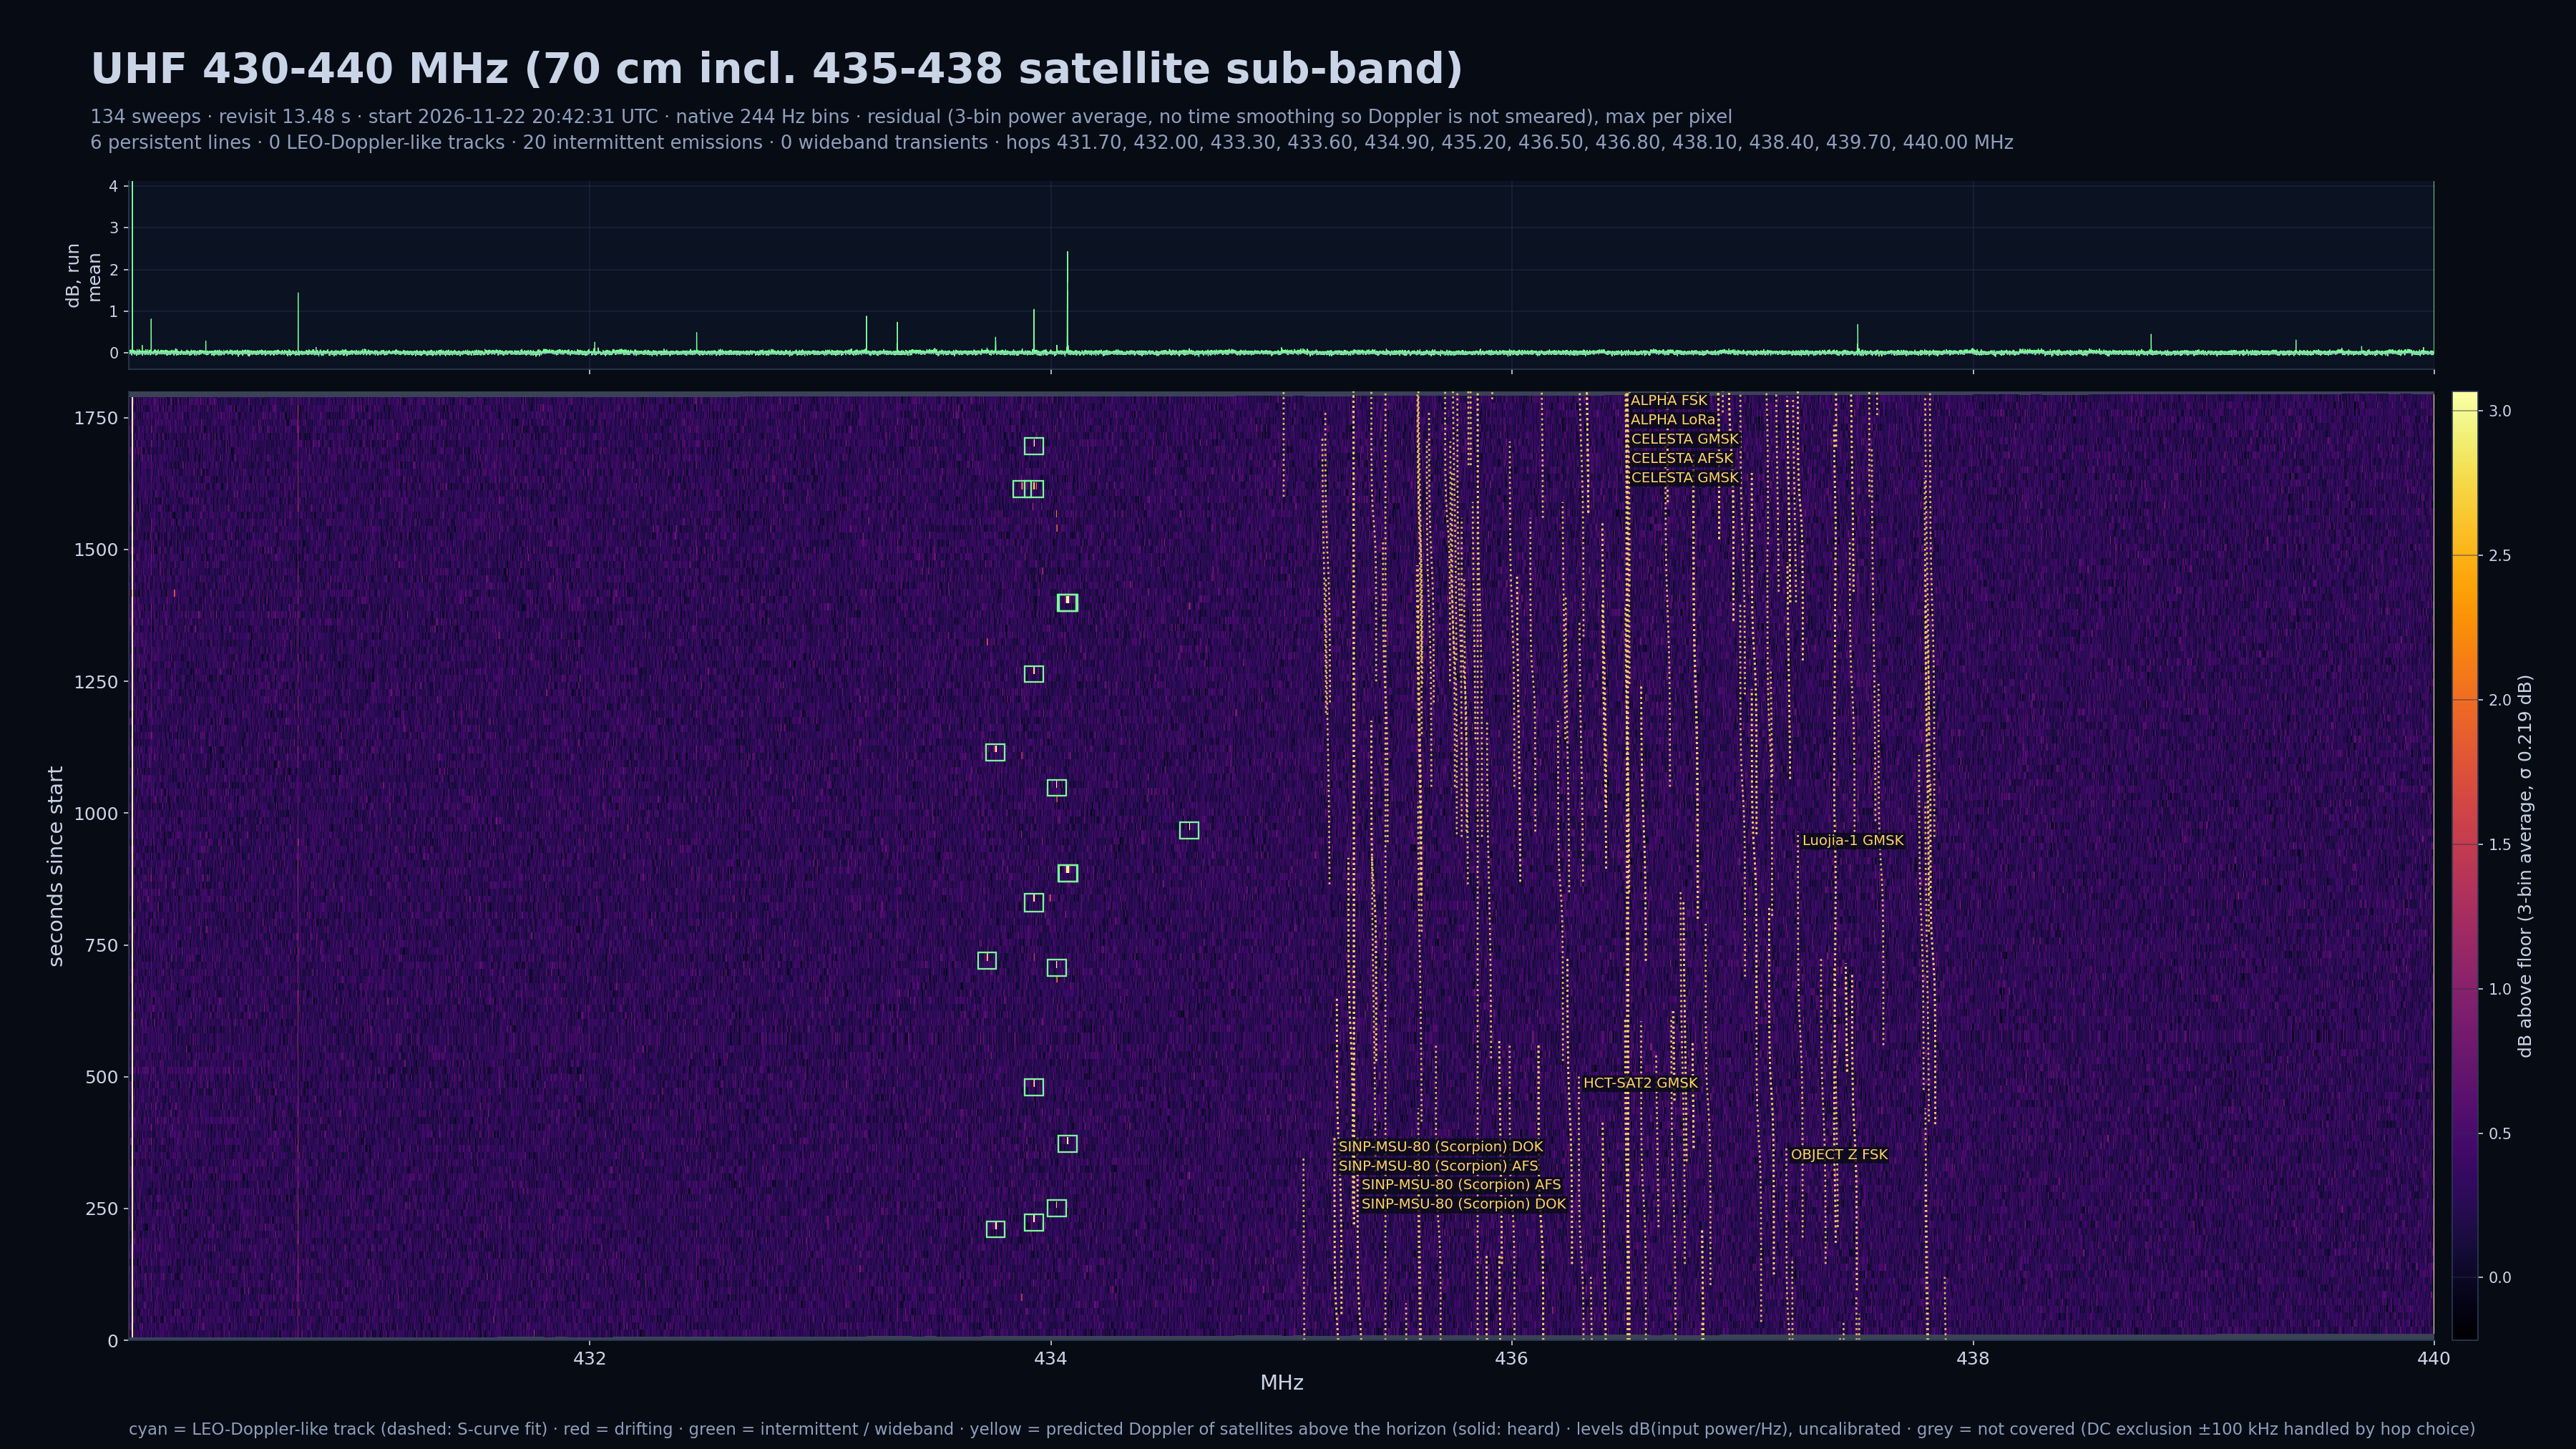 UHF 430-440 MHz (70 cm incl. 435-438 satellite sub-band)
134 sweeps · revisit 13.48 s · start 2026-11-22 20:42:31 UTC · native 244 Hz bins · residual (3-bin power average, no time smoothing so Doppler is not smeared), max per pixel
6 persistent lines · 0 LEO-Doppler-like tracks · 20 intermittent emissions · 0 wideband transients · hops 431.70, 432.00, 433.30, 433.60, 434.90, 435.20, 436.50, 436.80, 438.10, 438.40, 439.70, 440.00 MHz
dB, run
mean
4
3
2
1
0
seconds since start
1750
1500
1250
1000
750
500
250
0
ALPHA FSK
ALPHA LoRa
CELESTA GMSK
CELESTA AFSK
CELESTA GMSK
Luojia-1 GMSK
HCT-SAT2 GMSK
SINP-MSU-80 (Scorpion) DOK
OBJECT Z FSK
SINP-MSU-80 (Scorpion) AFS
SINP-MSU-80 (Scorpion) AFS
SINP-MSU-80 (Scorpion) DOK
432
434
436
438
440
MHz
3.0
2.5
2.0
1.5
1.0
0.5
0.0
dB above floor (3-bin average, σ 0.219 dB)
cyan = LEO-Doppler-like track (dashed: S-curve fit) · red = drifting · green = intermittent / wideband · yellow = predicted Doppler of satellites above the horizon (solid: heard) · levels dB(input power/Hz), uncalibrated · grey = not covered (DC exclusion ±100 kHz handled by hop choice)